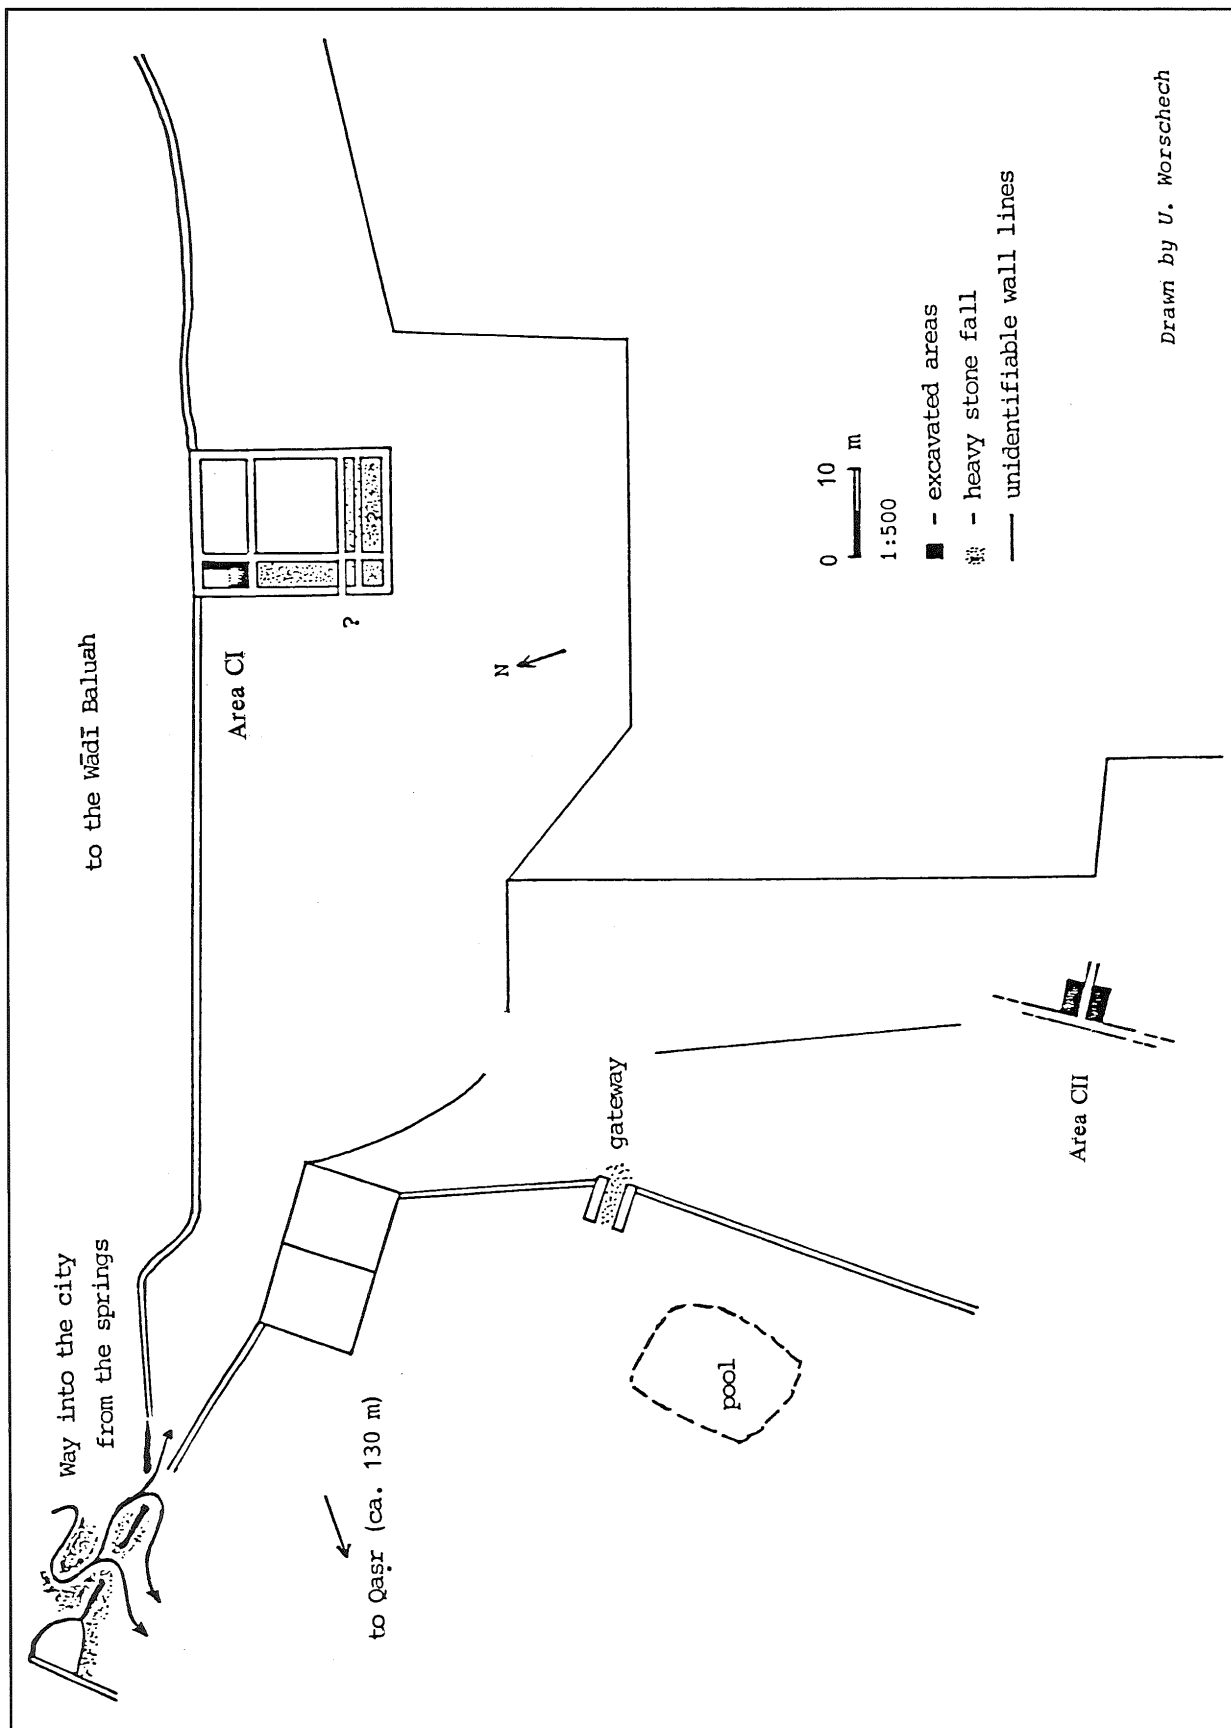 Way into the city
from the springs
to the Wādī Baluah
Area CI
?
?
N
to Qaṣr (ca. 130 m)
gateway
pool
Area CII
0 10 m
1:500
- excavated areas
- heavy stone fall
unidentifiable wall lines
Drawn by U. Worschech